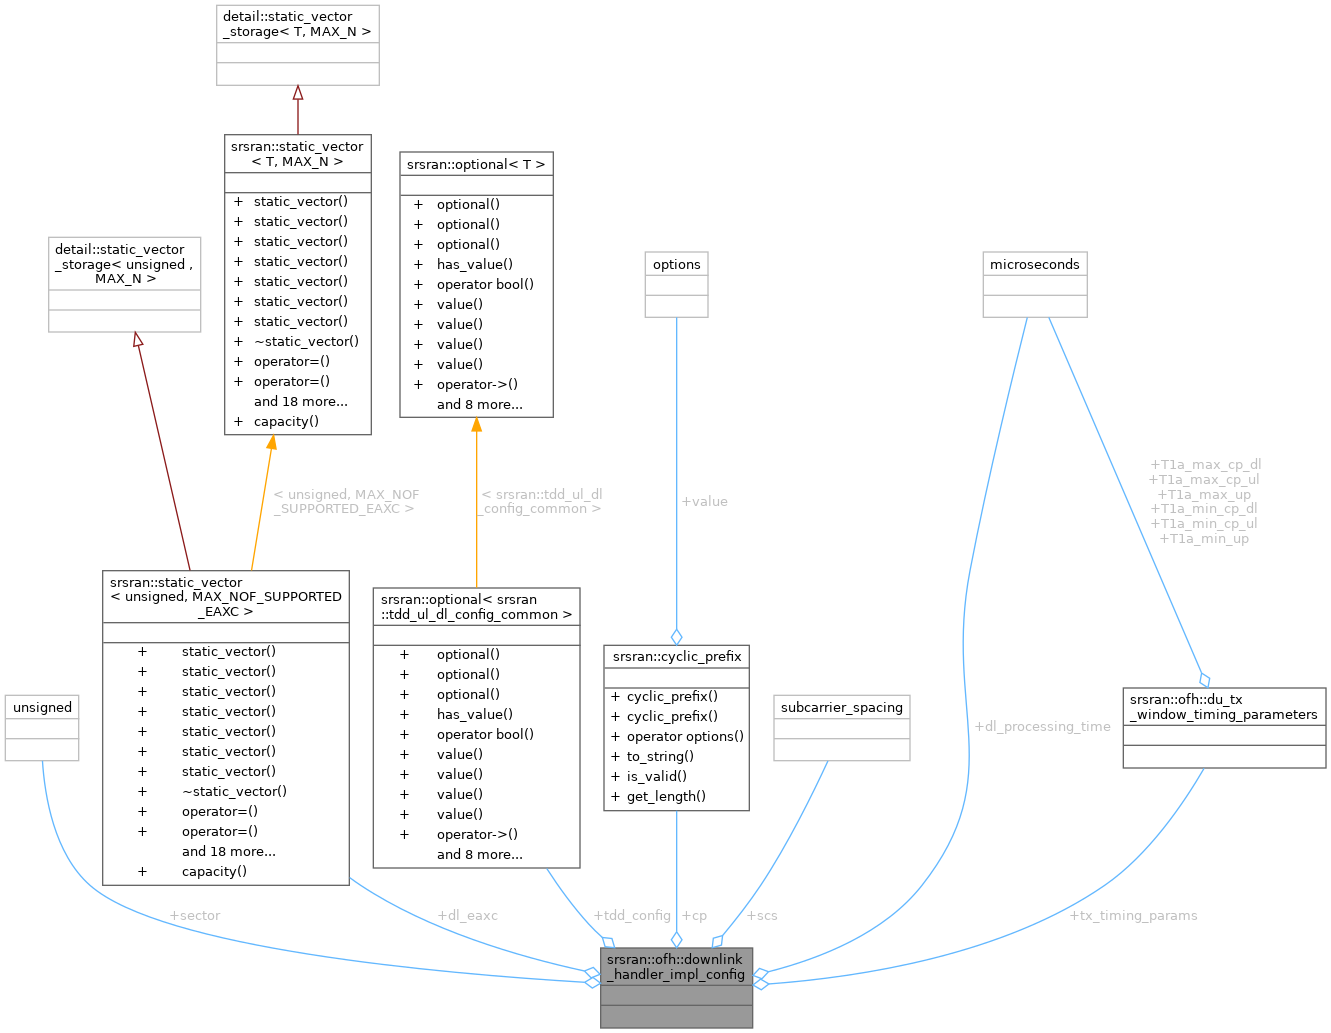 detail::static_vector
_storage< T, MAX_N >
srsran::static_vector
< T, MAX_N >
+ static_vector()
+ static_vector()
+ static_vector()
+ static_vector()
+ static_vector()
+ static_vector()
+ static_vector()
+ ~static_vector()
+ operator=()
+ operator=()
and 18 more...
+ capacity()
srsran::optional< T >
+ optional()
+ optional()
+ optional()
+ has_value()
+ operator bool()
+ value()
+ value()
+ value()
+ value()
+ operator->()
and 8 more...
detail::static_vector
_storage< unsigned ,
MAX_N >
options
microseconds
< unsigned, MAX_NOF
_SUPPORTED_EAXC >
< srsran::tdd_ul_dl
_config_common >
+value
+T1a_max_cp_dl
+T1a_max_cp_ul
+T1a_max_up
+T1a_min_cp_dl
+T1a_min_cp_ul
+T1a_min_up
srsran::static_vector
< unsigned, MAX_NOF_SUPPORTED
_EAXC >
+ static_vector()
+ static_vector()
+ static_vector()
+ static_vector()
+ static_vector()
+ static_vector()
+ static_vector()
+ ~static_vector()
+ operator=()
+ operator=()
and 18 more...
+ capacity()
srsran::optional< srsran
::tdd_ul_dl_config_common >
+ optional()
+ optional()
+ optional()
+ has_value()
+ operator bool()
+ value()
+ value()
+ value()
+ value()
+ operator->()
and 8 more...
srsran::cyclic_prefix
+ cyclic_prefix()
+ cyclic_prefix()
+ operator options()
+ to_string()
+ is_valid()
+ get_length()
unsigned
subcarrier_spacing
+dl_processing_time
srsran::ofh::du_tx
_window_timing_parameters
+sector
+dl_eaxc
+tdd_config
+cp
+scs
+tx_timing_params
srsran::ofh::downlink
_handler_impl_config